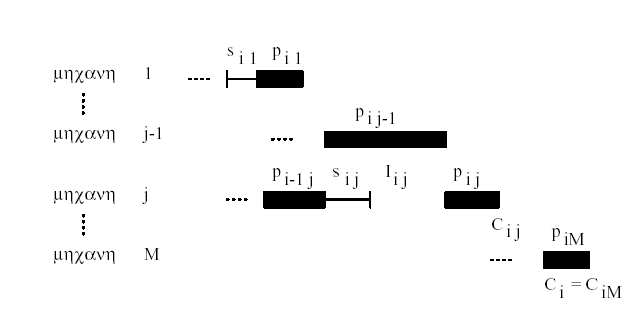 s i 1 p i 1
μηχανη 1
p i j-1
μηχανη j-1
p i-1 j s i j I i j p i j
μηχανη j
C i j p iM
μηχανη M
C i = C iM